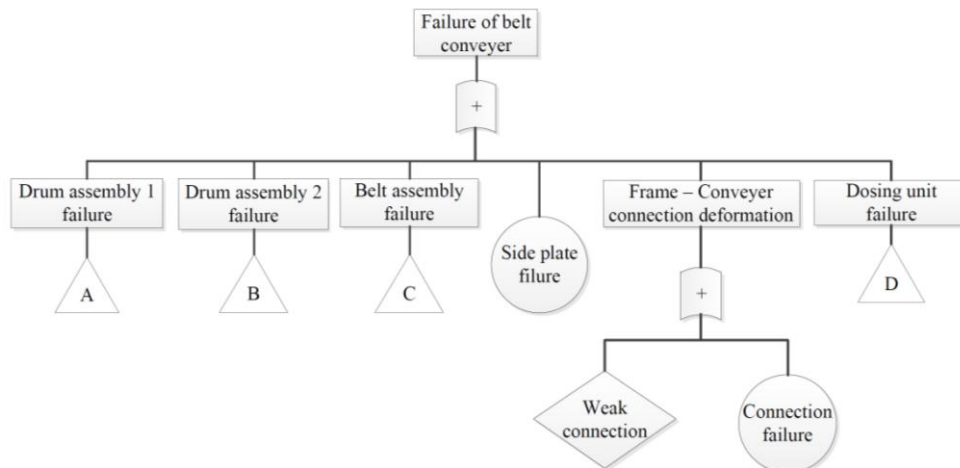 Failure of belt
conveyer
+
Drum assembly 1
failure
Drum assembly 2
failure
Belt assembly
failure
Side plate
filure
Frame – Conveyer
connection deformation
Dosing unit
failure
A
B
C
+
D
Weak
connection
Connection
failure